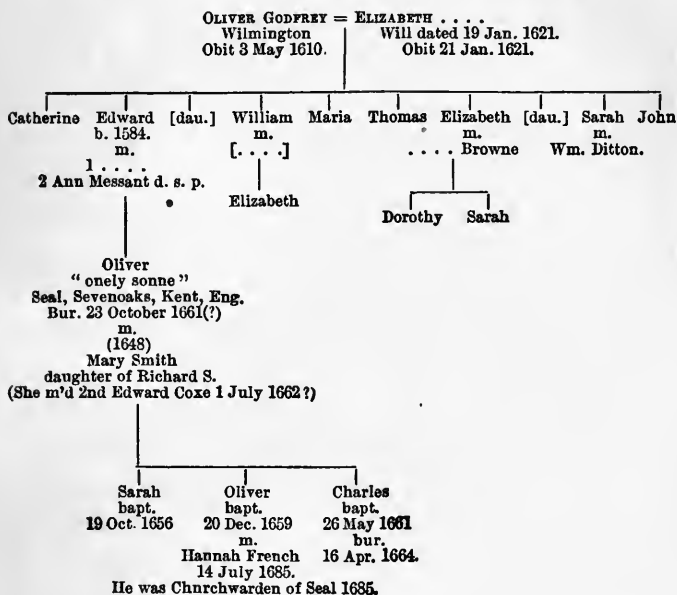 OLIVER GODFREY = ELIZABETH . . . .
Wilmington Will dated 19 Jan. 1621.
Obit 3 May 1610. Obit 21 Jan. 1621.
Catherine Edward [dau.] William Maria Thomas Elizabeth [dau.] Sarah John
b. 1584. m. m. m.
m. [. . . .] . . . . Browne Wm. Ditton.
1 . . . .
2 Ann Messant d. s. p.
Elizabeth
Dorothy Sarah
Oliver
"onely sonne"
Seal, Sevenoaks, Kent, Eng.
Bur. 23 October 1661(?)
m.
(1648)
Mary Smith
daughter of Richard S.
(She m'd 2nd Edward Coxe 1 July 1662?)
Sarah Oliver Charles
bapt. bapt. bapt.
19 Oct. 1656 20 Dec. 1659 26 May 1661
m. bur.
Hannah French 16 Apr. 1664.
14 July 1685.
He was Chnrchwarden of Seal 1685.